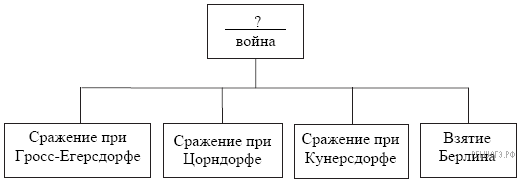 ?
война
Сражение при
Гросс-Егерсдорфе
Сражение при
Цорндорфе
Сражение при
Кунерсдорфе
Взятие
Берлина